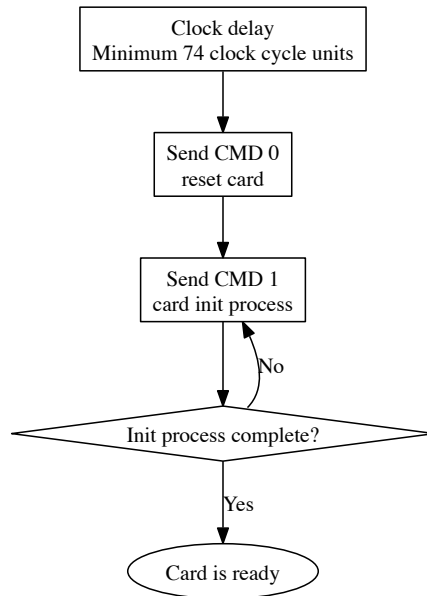 Clock delay
Minimum 74 clock cycle units
Send CMD 0
reset card
Send CMD 1
card init process
No
Init process complete?
Yes
Card is ready